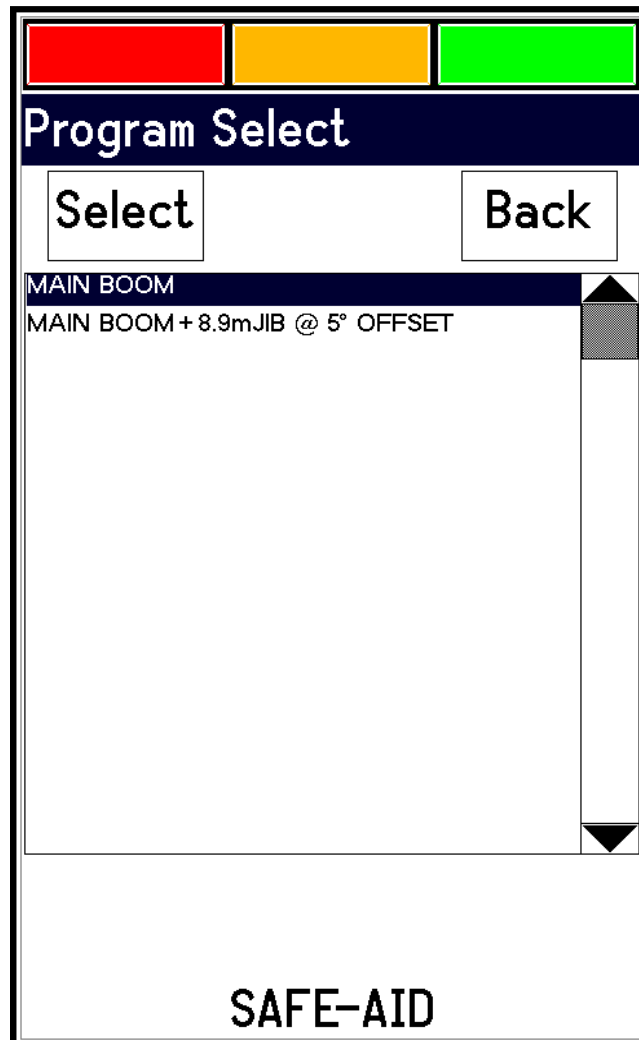 Program Select
Select Back
MAIN BOOM
MAIN BOOM + 8.9mJIB @ 5° OFFSET
SAFE-AID